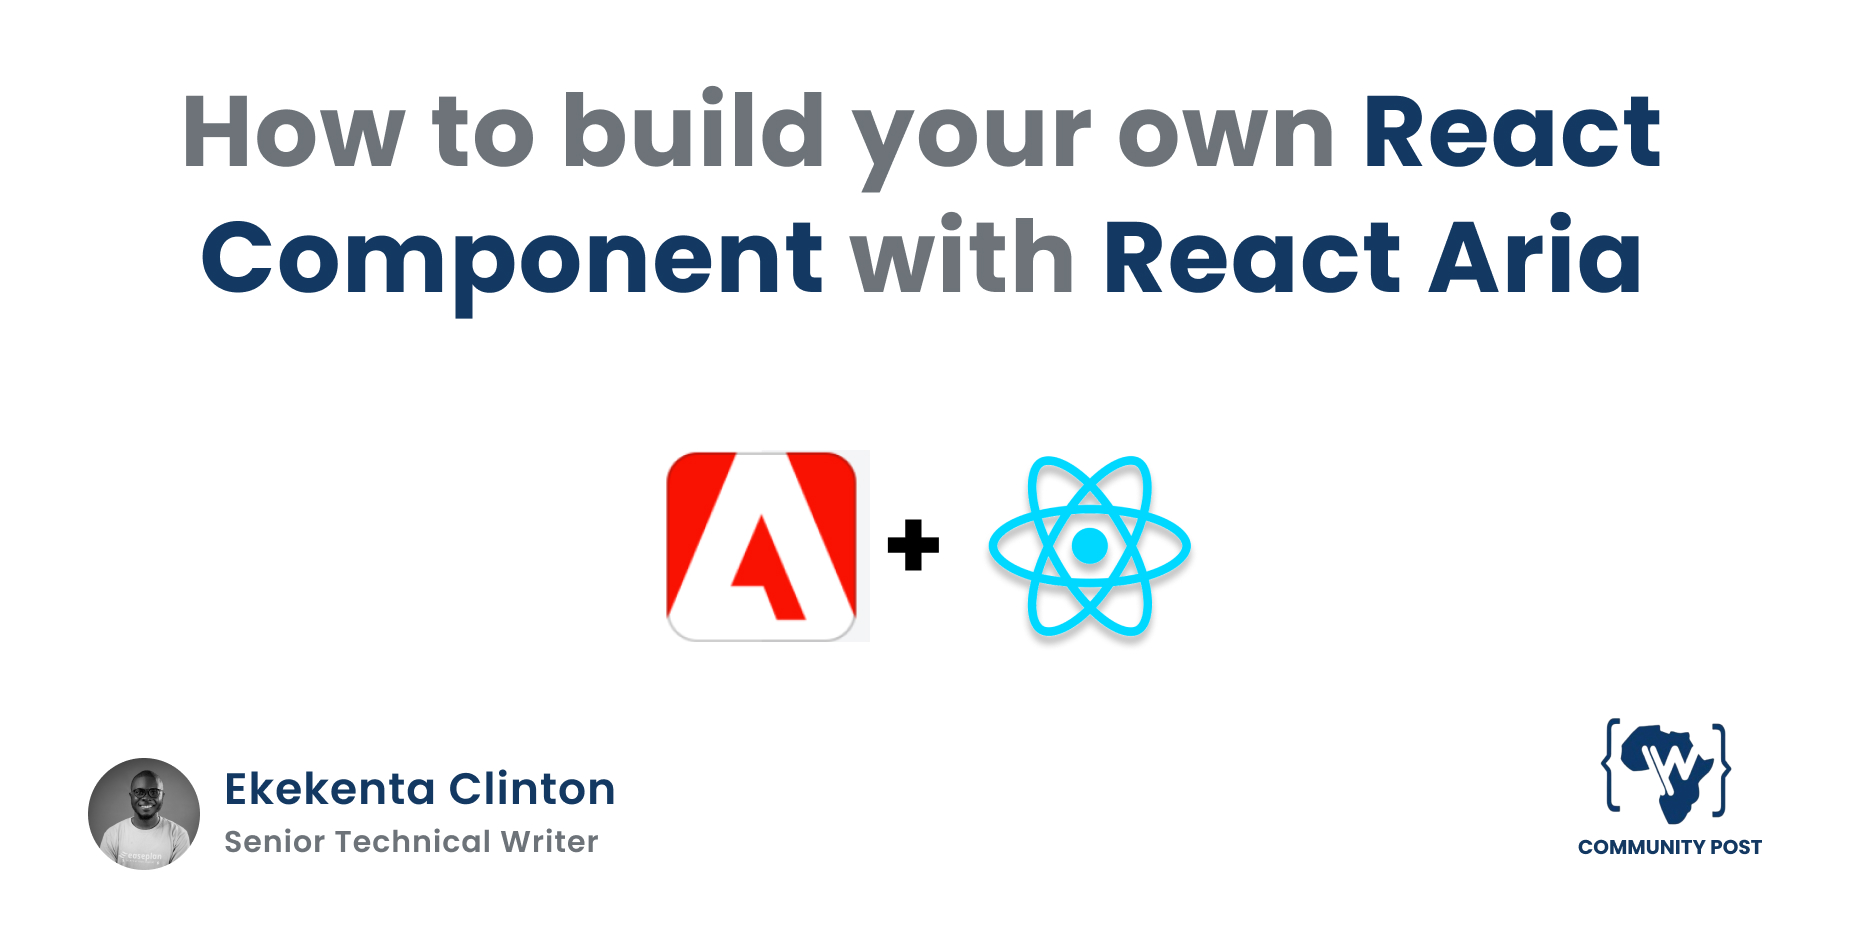 How to build your own React
Component with React Aria
Ekekenta Clinton
Senior Technical Writer
W
COMMUNITY POST